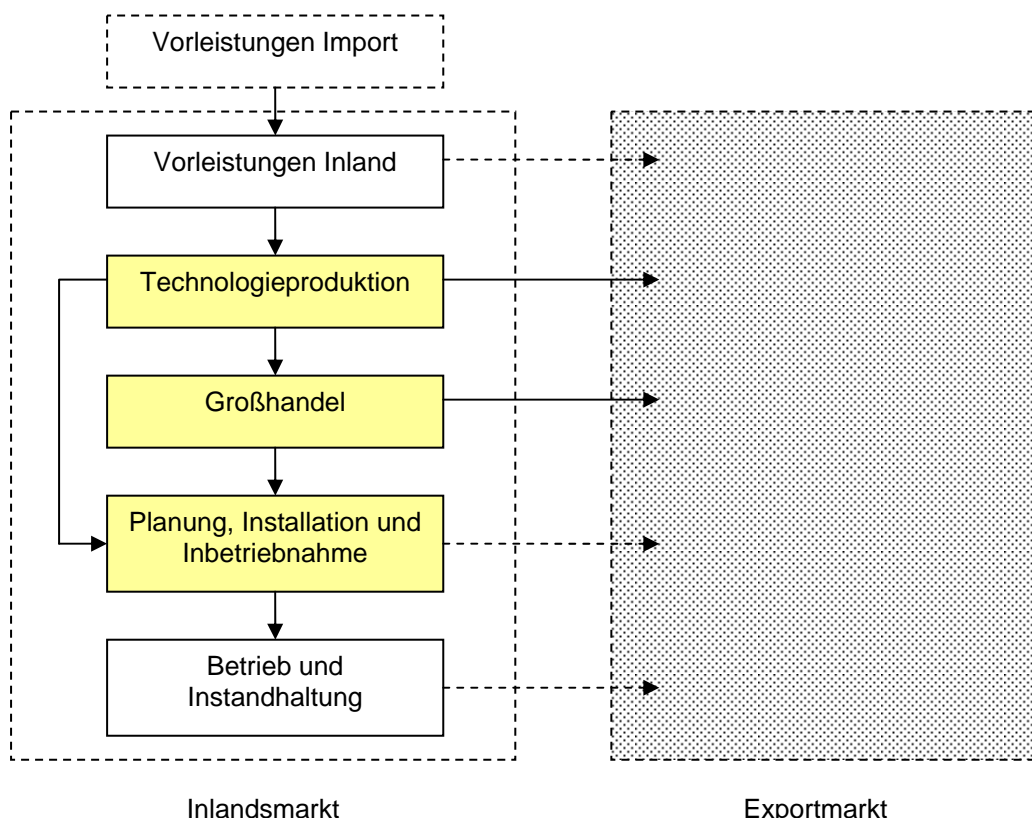 Vorleistungen Import
Vorleistungen Inland
Technologieproduktion
Großhandel
Planung, Installation und
Inbetriebnahme
Betrieb und
Instandhaltung
Inlandsmarkt
Exportmarkt